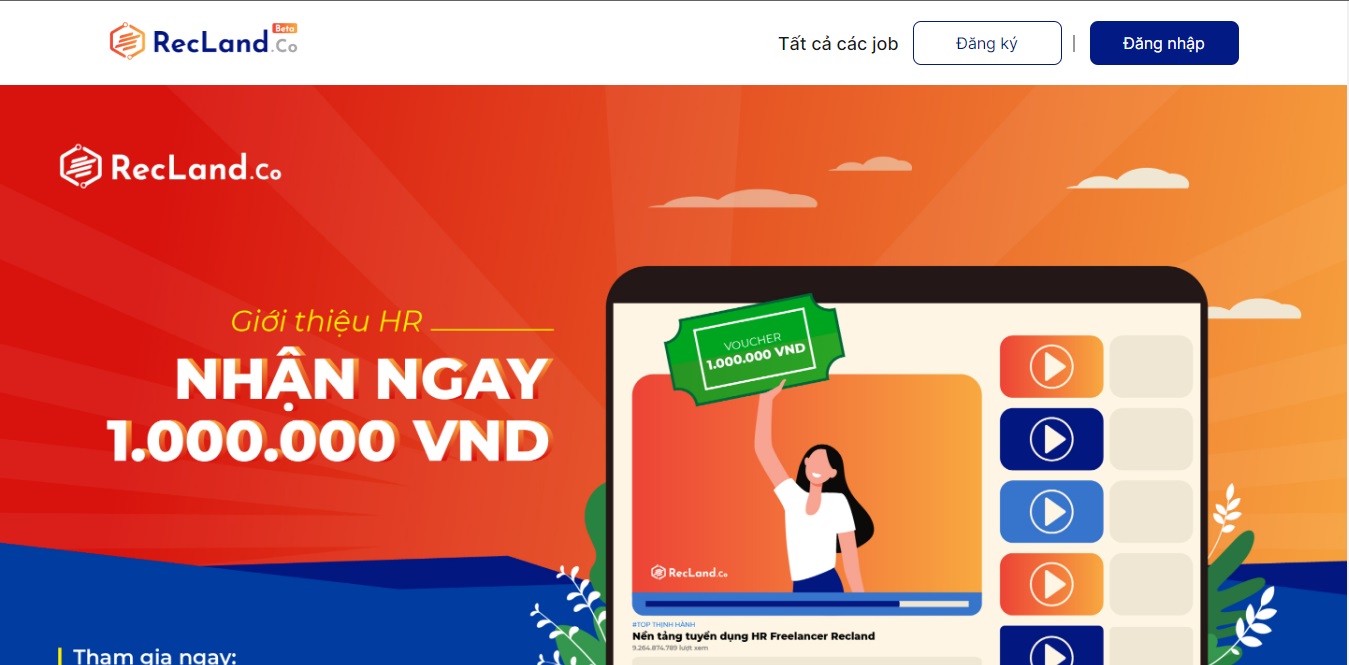 RecLand.Co Beta
Tất cả các job
Đăng ký
|
Đăng nhập
RecLand.Co
Giới thiệu HR
NHẬN NGAY
1.000.000 VND
VOUCHER
1.000.000 VND
RecLand.Co
#TOP THỊNH HÀNH
Nền tảng tuyển dụng HR Freelancer Recland
9.264.874.789 lượt xem
Tham gia ngay: